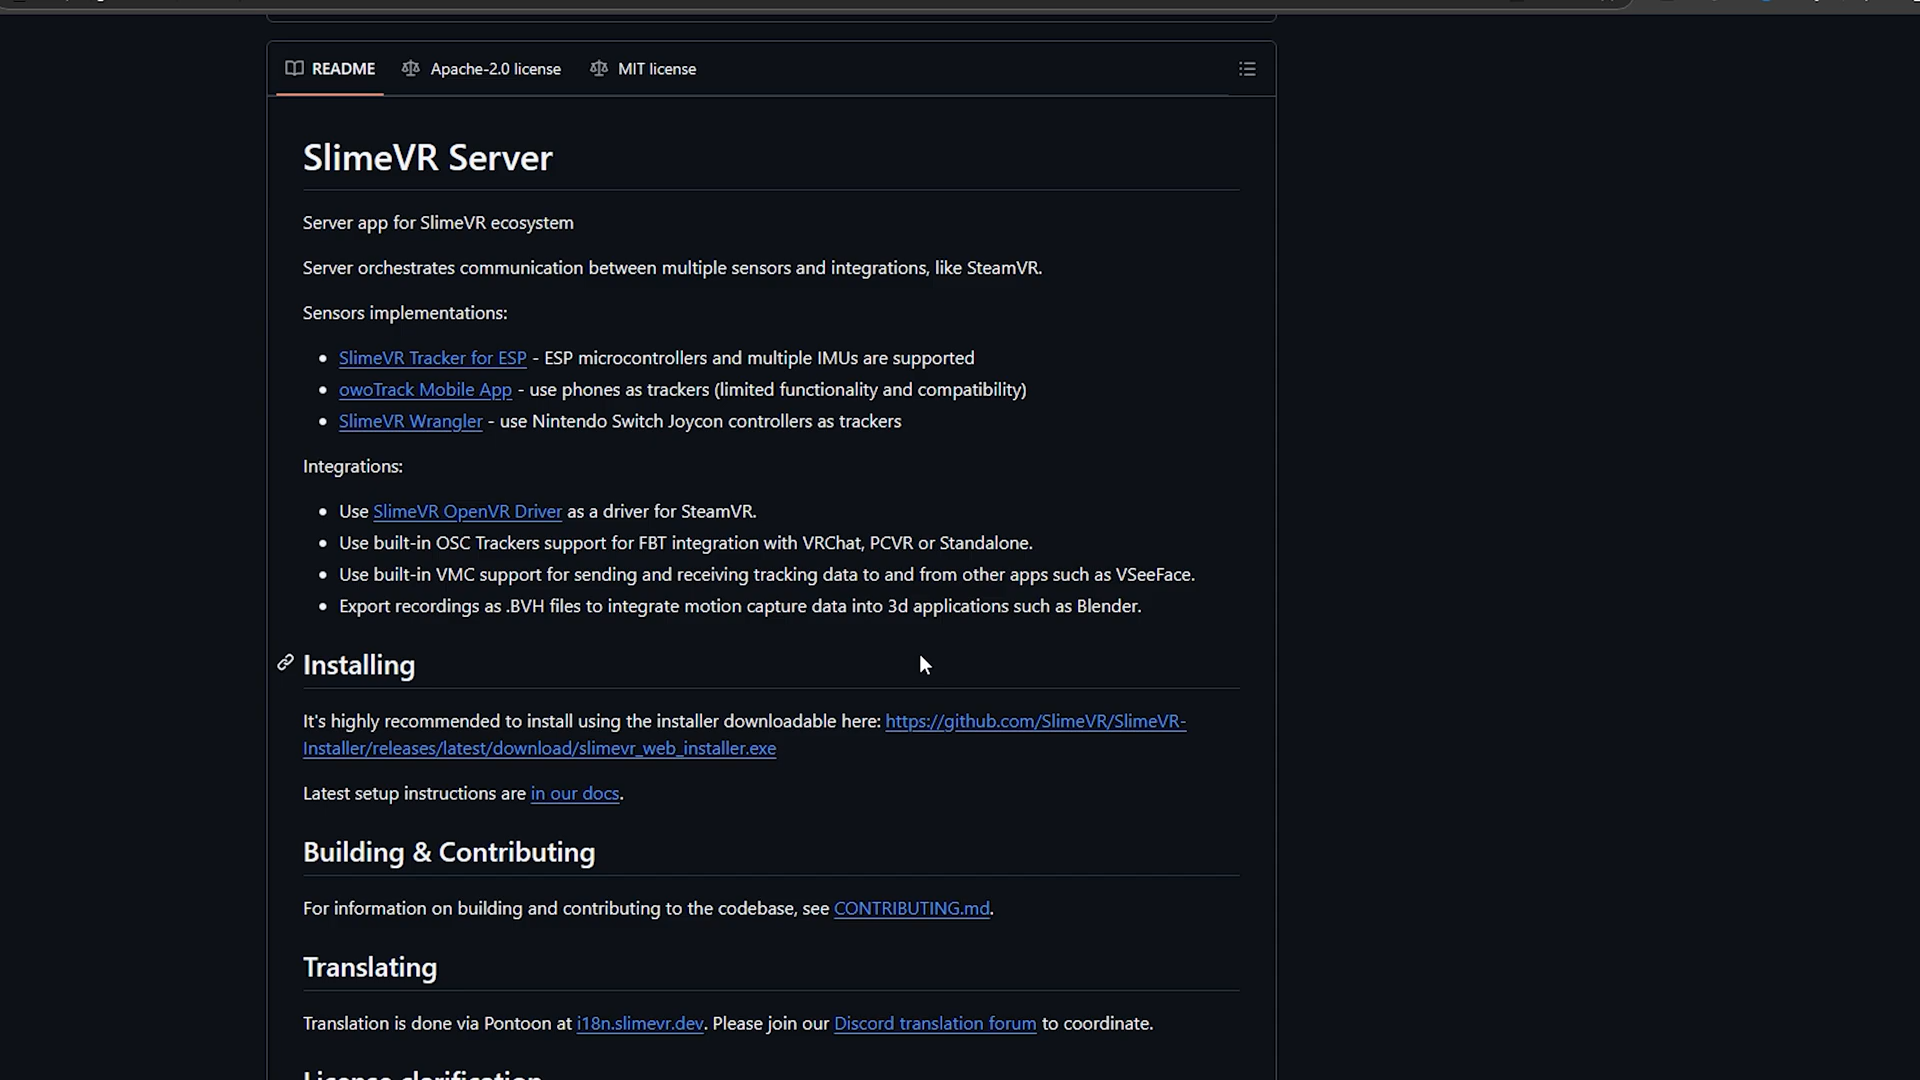 README Apache-2.0 license MIT license
SlimeVR Server
Server app for SlimeVR ecosystem
Server orchestrates communication between multiple sensors and integrations, like SteamVR.
Sensors implementations:
SlimeVR Tracker for ESP - ESP microcontrollers and multiple IMUs are supported
owoTrack Mobile App - use phones as trackers (limited functionality and compatibility)
SlimeVR Wrangler - use Nintendo Switch Joycon controllers as trackers
Integrations:
Use SlimeVR OpenVR Driver as a driver for SteamVR.
Use built-in OSC Trackers support for FBT integration with VRChat, PCVR or Standalone.
Use built-in VMC support for sending and receiving tracking data to and from other apps such as VSeeFace.
Export recordings as .BVH files to integrate motion capture data into 3d applications such as Blender.
Installing
It's highly recommended to install using the installer downloadable here: https://github.com/SlimeVR/SlimeVR-
Installer/releases/latest/download/slimevr_web_installer.exe
Latest setup instructions are in our docs.
Building & Contributing
For information on building and contributing to the codebase, see CONTRIBUTING.md.
Translating
Translation is done via Pontoon at i18n.slimevr.dev. Please join our Discord translation forum to coordinate.
License clarification